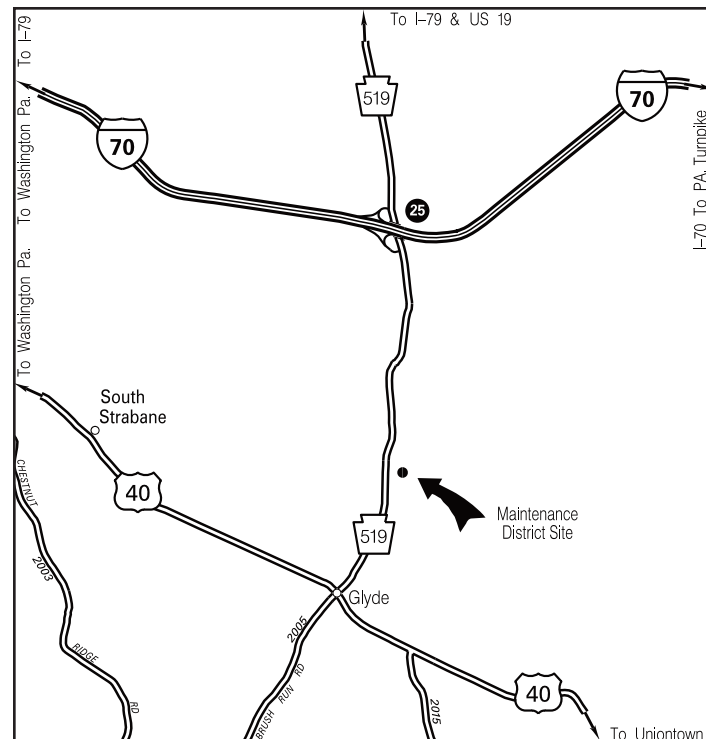 To I–79 & US 19
To I–79
519
70
70
To Washington Pa.
I–70 To PA. Turnpike
25
To Washington Pa.
South
Strabane
40
CHESTNUT
Maintenance
District Site
519
2003
Glyde
2005
RIDGE
RD
BRUSH RUN RD
2015
40
To Uniontown